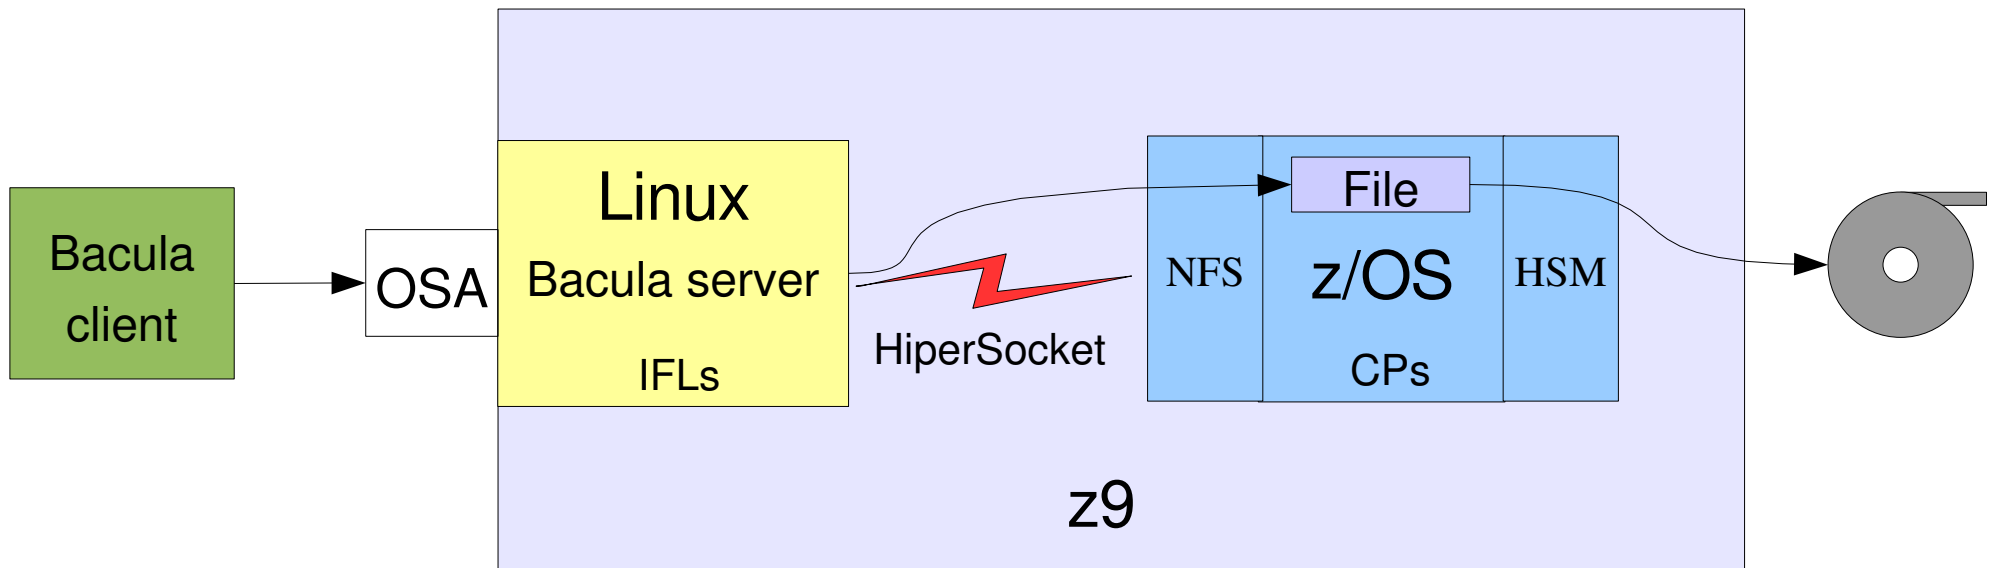 Bacula
client
OSA
Linux
Bacula server
IFLs
HiperSocket
NFS
File
z/OS
CPs
HSM
z9